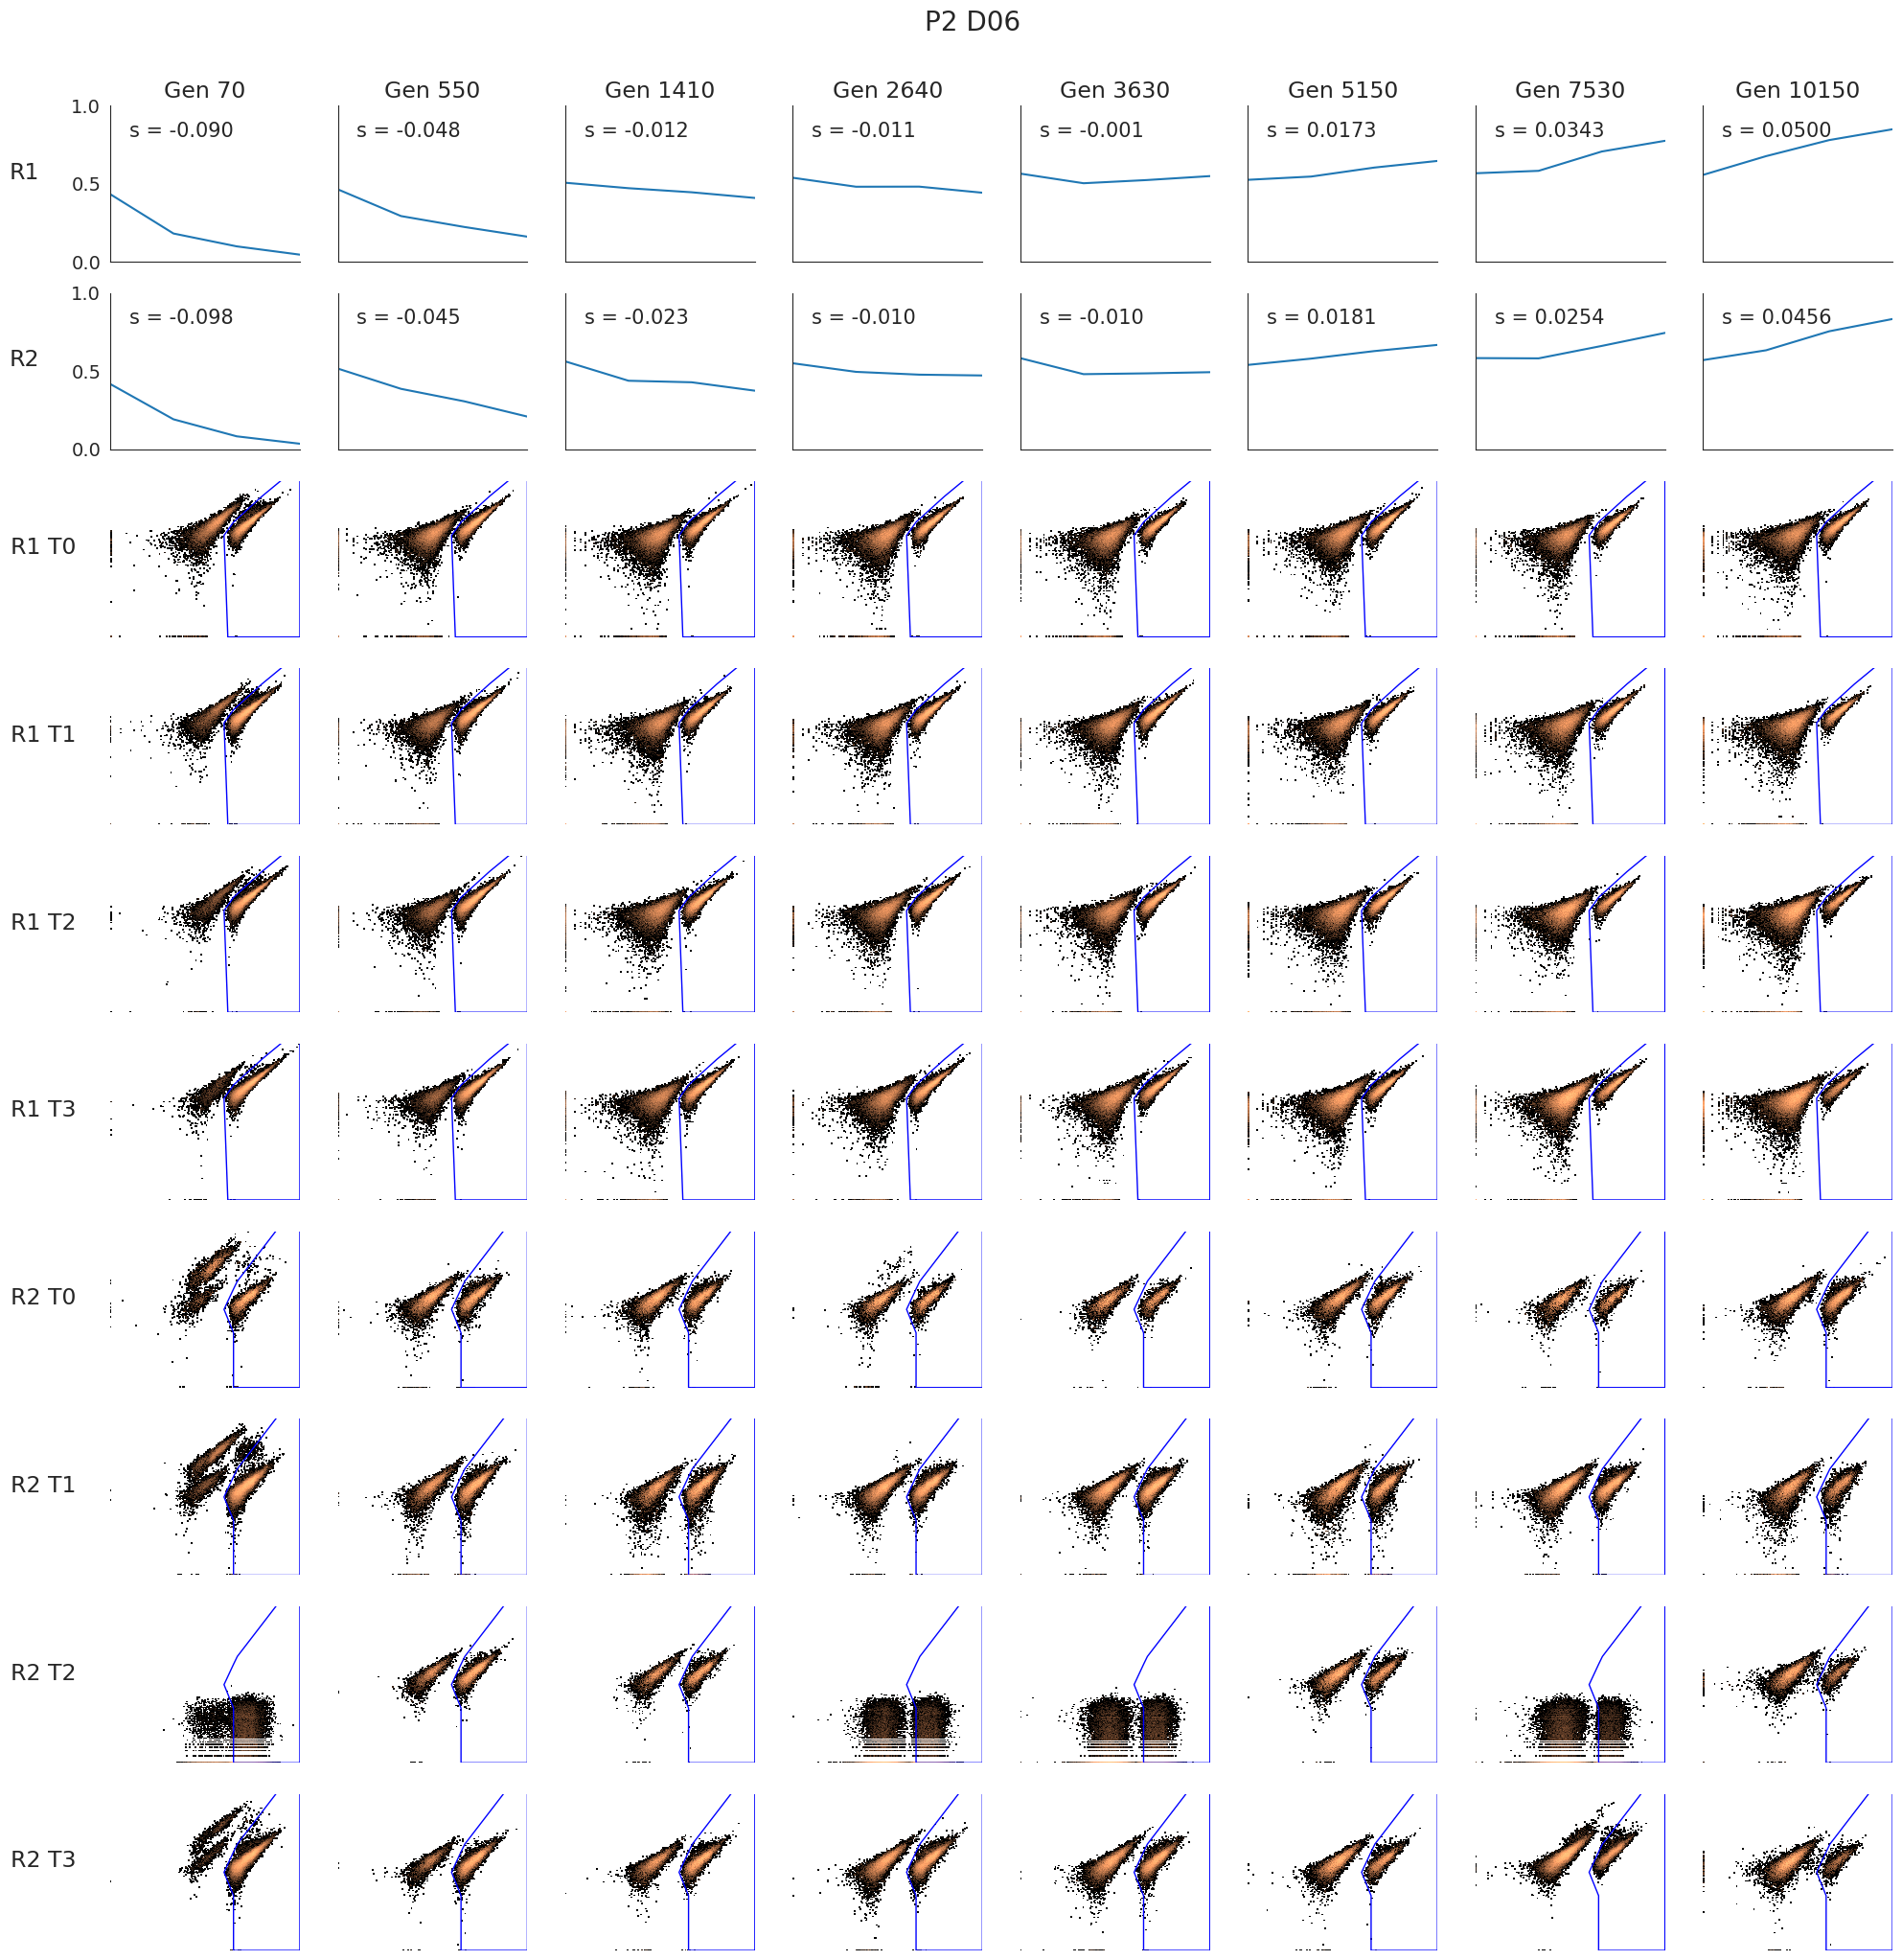 P2 D06
Gen 70 Gen 550 Gen 1410 Gen 2640 Gen 3630 Gen 5150 Gen 7530 Gen 10150
1.0
s = -0.090 s = -0.048 s = -0.012 s = -0.011 s = -0.001 s = 0.0173 s = 0.0343 s = 0.0500
R1
0.5
0.0
1.0
s = -0.098 s = -0.045 s = -0.023 s = -0.010 s = -0.010 s = 0.0181 s = 0.0254 s = 0.0456
R2
0.5
0.0
R1 T0
R1 T1
R1 T2
R1 T3
R2 T0
R2 T1
R2 T2
R2 T3